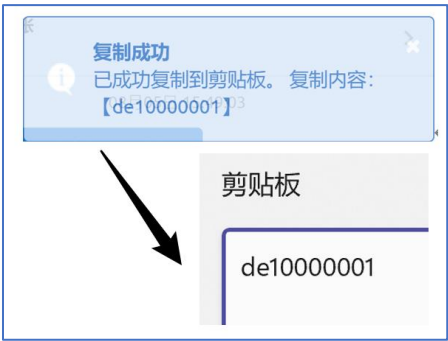 复制成功
已成功复制到剪贴板。 复制内容：
【de10000001】
剪贴板
de10000001